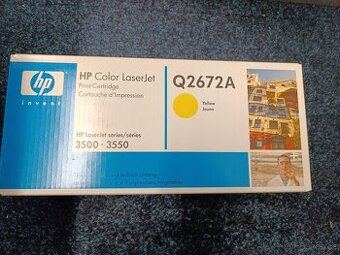 hp
invent
HP Color LaserJet
Print Cartridge
Cartouche d'Impression
HP LaserJet series/séries
3500 · 3550
Q2672A
Yellow
Jaune